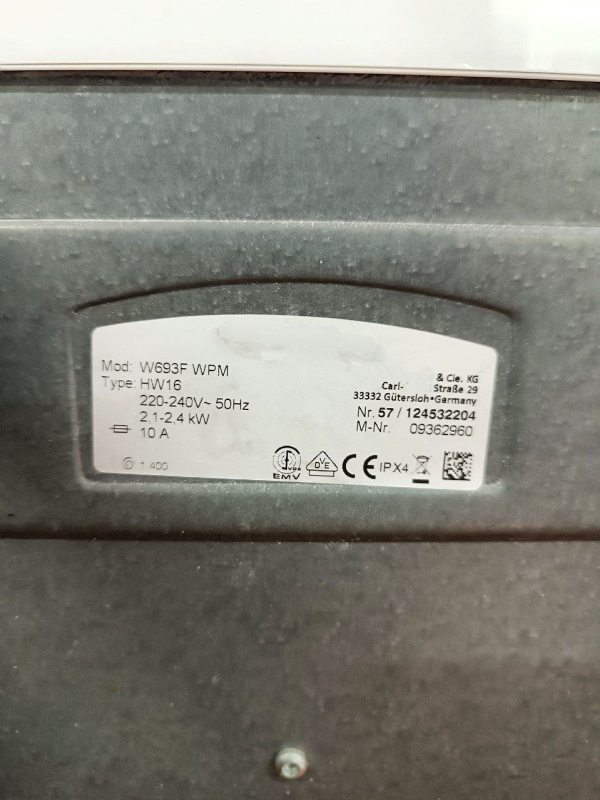 Mod: W693F WPM
Type: HW16
220-240V~ 50Hz
2,1-2,4 kW
10 A
1.400
& Cie. KG
Carl- Straße 29
33332 Gütersloh•Germany
Nr. 57 / 124532204
M-Nr. 09362960
EMV
DVE
CE
IPX4